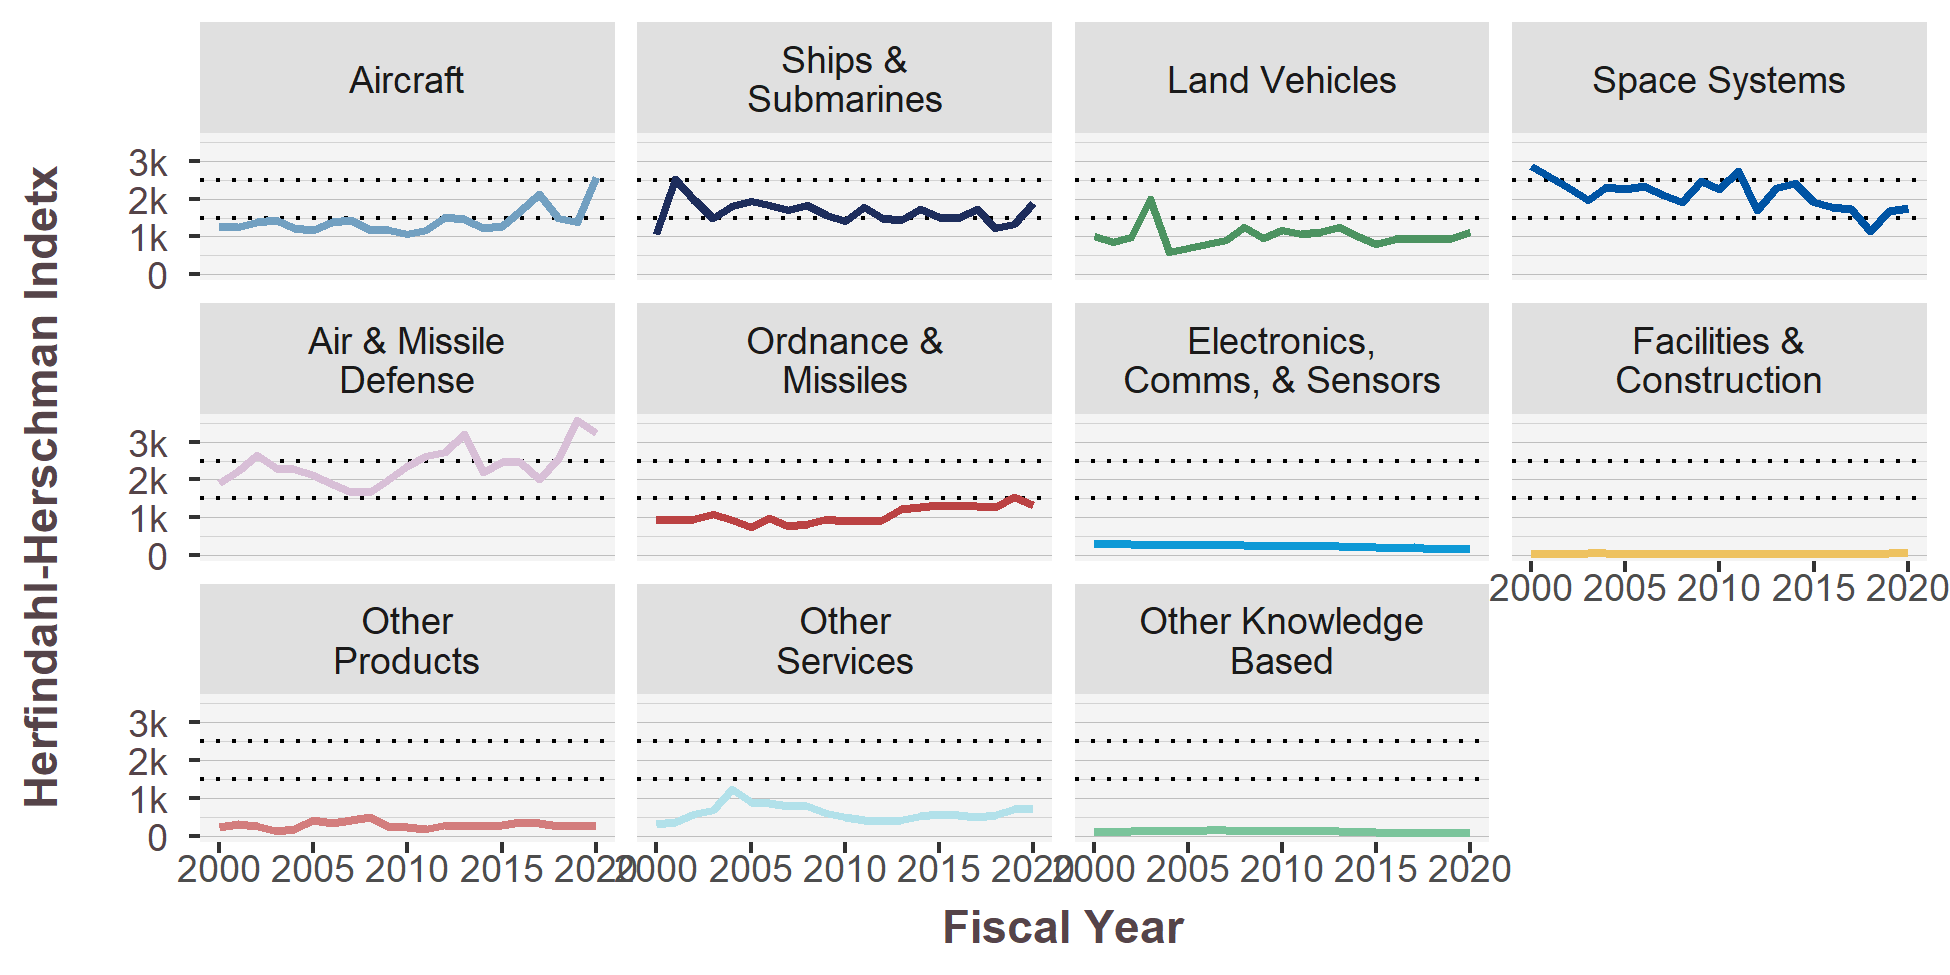 Aircraft
Ships &
Submarines
Land Vehicles
Space Systems
3k
2k
1k
0
Air & Missile
Defense
Ordnance &
Missiles
Electronics,
Comms, & Sensors
Facilities &
Construction
3k
2k
1k
0
2000 2005 2010 2015 2020
Other
Products
Other
Services
Other Knowledge
Based
3k
2k
1k
0
2000 2005 2010 2015 2020
2000 2005 2010 2015 2020
2000 2005 2010 2015 2020
Fiscal Year
Herfindahl-Herschman Indetx